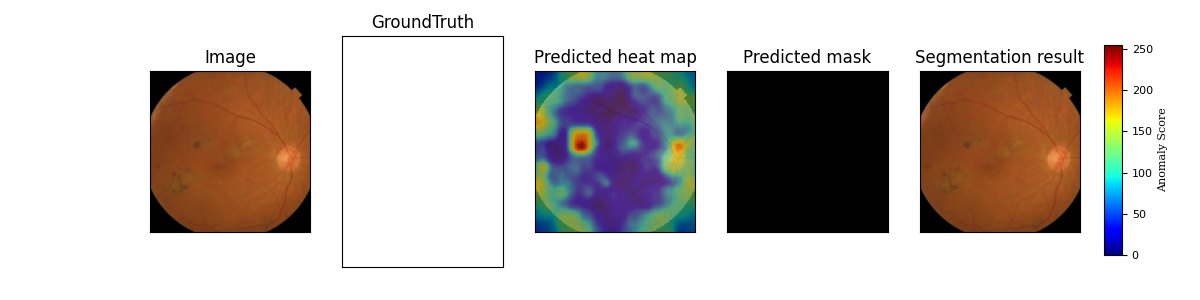 GroundTruth
Image
Predicted heat map
Predicted mask
Segmentation result
250
200
150
100
50
0
Anomaly Score